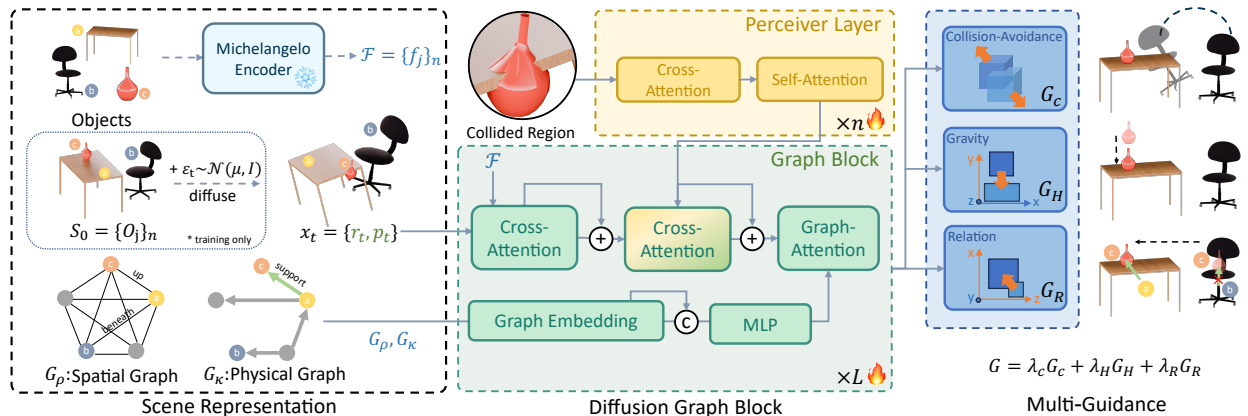 a
b
c
Objects
Michelangelo
Encoder
ℱ = {f_j}_n
c
a
b
+ ε_t~𝒩(μ, I)
diffuse
S_0 = {O_j}_n
* training only
a
b
c
x_t = {r_t, p_t}
c
up
a
beneath
b
G_ρ:Spatial Graph
c
support
a
b
G_κ:Physical Graph
G_ρ, G_κ
Scene Representation
Collided Region
Perceiver Layer
Cross-
Attention
Self-Attention
×n
Graph Block
ℱ
Cross-
Attention
+
Cross-
Attention
+
Graph-
Attention
Graph Embedding
C
MLP
×L
Diffusion Graph Block
Collision-Avoidance
G_c
Gravity
y
z
x
G_H
Relation
x
y
z
G_R
c
a
c
b
G = λ_cG_c + λ_HG_H + λ_RG_R
Multi-Guidance